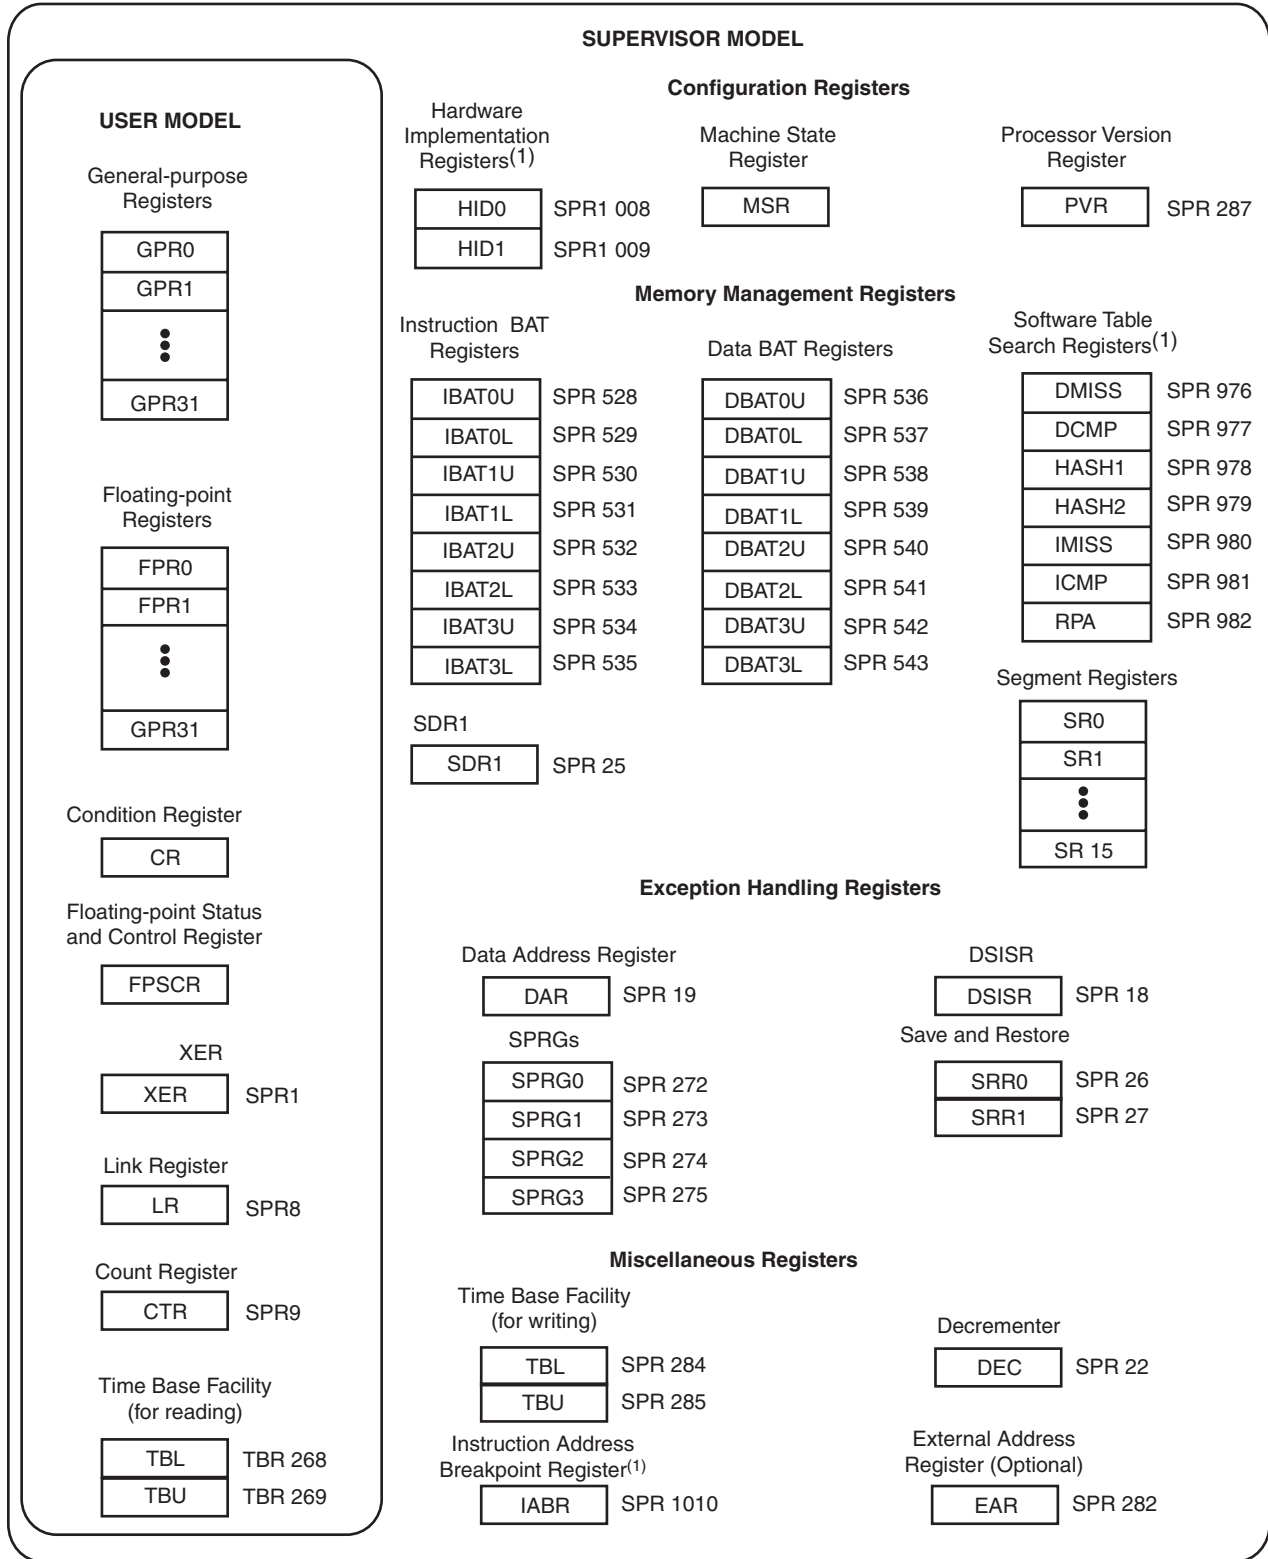 SUPERVISOR MODEL
USER MODEL
General-purpose
Registers
GPR0
GPR1
GPR31
Floating-point
Registers
FPR0
FPR1
GPR31
Condition Register
CR
Floating-point Status
and Control Register
FPSCR
XER
XER SPR1
Link Register
LR SPR8
Count Register
CTR SPR9
Time Base Facility
(for reading)
TBL TBR 268
TBU TBR 269
Configuration Registers
Hardware
Implementation
Registers(1)
HID0 SPR1 008
HID1 SPR1 009
Machine State
Register
MSR
Processor Version
Register
PVR SPR 287
Memory Management Registers
Instruction BAT
Registers
IBAT0U SPR 528
IBAT0L SPR 529
IBAT1U SPR 530
IBAT1L SPR 531
IBAT2U SPR 532
IBAT2L SPR 533
IBAT3U SPR 534
IBAT3L SPR 535
Data BAT Registers
DBAT0U SPR 536
DBAT0L SPR 537
DBAT1U SPR 538
DBAT1L SPR 539
DBAT2U SPR 540
DBAT2L SPR 541
DBAT3U SPR 542
DBAT3L SPR 543
Software Table
Search Registers(1)
DMISS SPR 976
DCMP SPR 977
HASH1 SPR 978
HASH2 SPR 979
IMISS SPR 980
ICMP SPR 981
RPA SPR 982
SDR1
SDR1 SPR 25
Segment Registers
SR0
SR1
SR 15
Exception Handling Registers
Data Address Register
DAR SPR 19
DSISR
DSISR SPR 18
SPRGs
SPRG0 SPR 272
SPRG1 SPR 273
SPRG2 SPR 274
SPRG3 SPR 275
Save and Restore
SRR0 SPR 26
SRR1 SPR 27
Miscellaneous Registers
Time Base Facility
(for writing)
TBL SPR 284
TBU SPR 285
Decrementer
DEC SPR 22
Instruction Address
Breakpoint Register(1)
IABR SPR 1010
External Address
Register (Optional)
EAR SPR 282